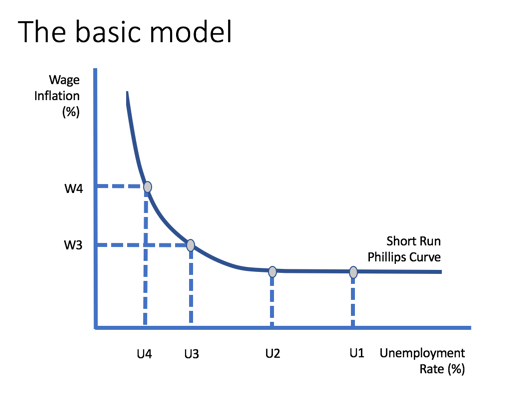 The basic model
Wage
Inflation
(%)
W4
W3
Short Run
Phillips Curve
U4
U3
U2
U1
Unemployment
Rate (%)